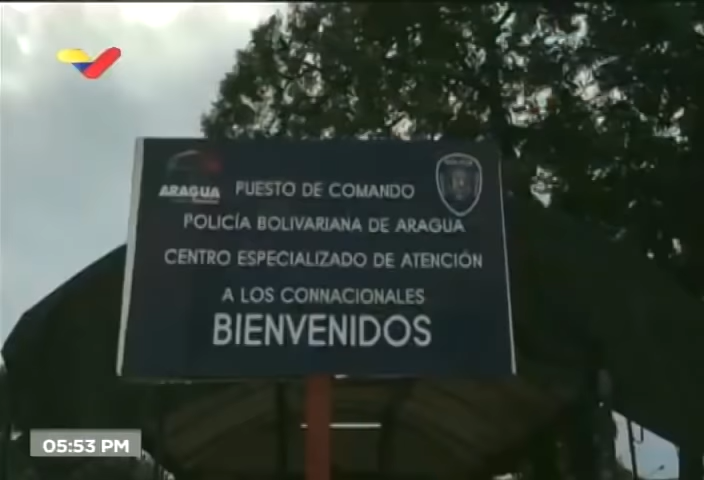 ARAGUA
PUESTO DE COMANDO
POLICÍA BOLIVARIANA DE ARAGUA
CENTRO ESPECIALIZADO DE ATENCIÓN
A LOS CONNACIONALES
BIENVENIDOS
05:53 PM